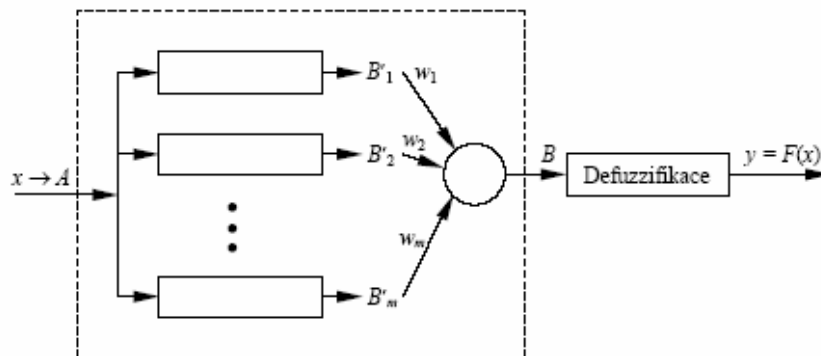 x → A
B'₁
w₁
B'₂
w₂
B'ₘ
wₘ
B
Defuzzifikace
y = F(x)